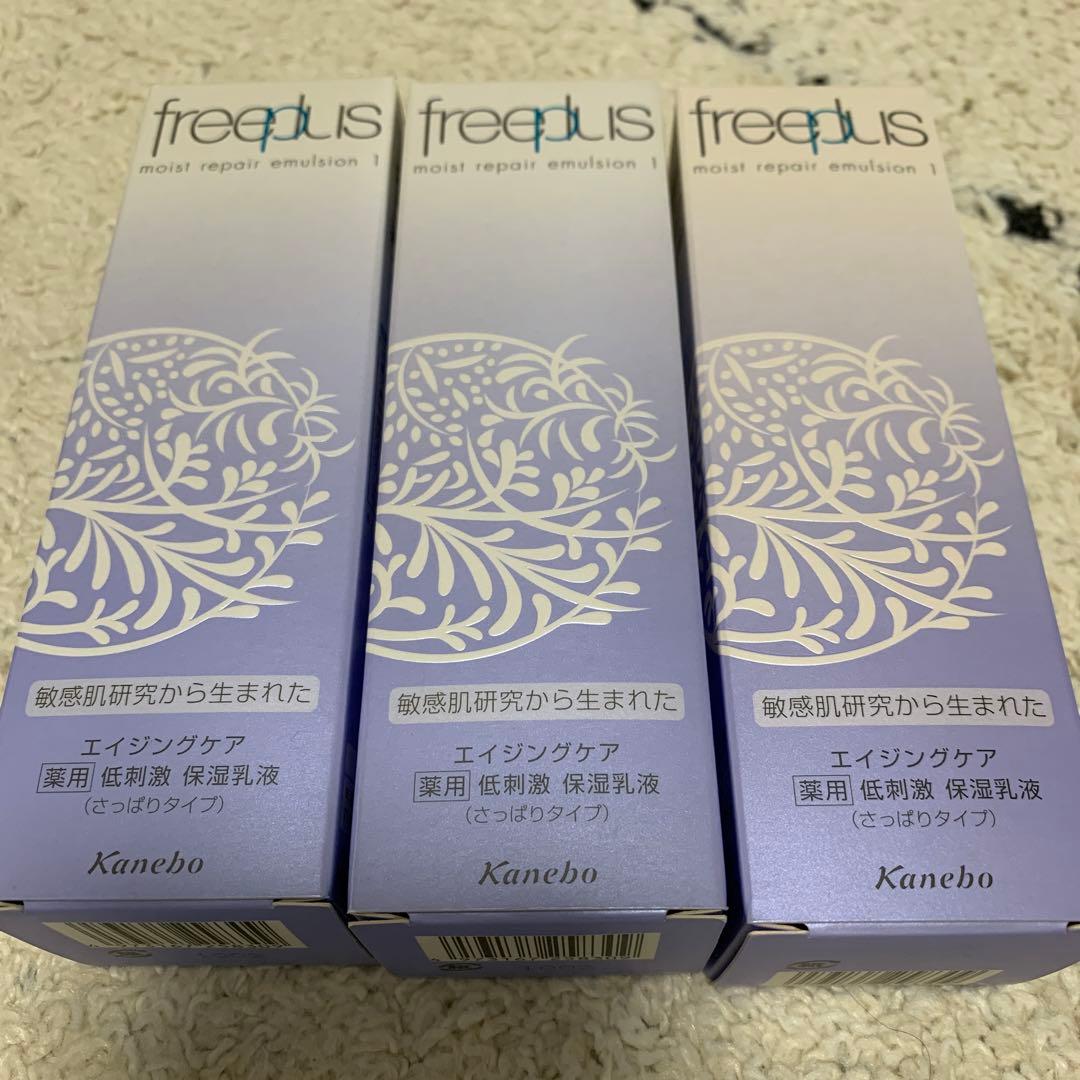 freeplus
moist repair emulsion 1
敏感肌研究から生まれた
エイジングケア
薬用 低刺激 保湿乳液
(さっぱりタイプ)
Kanebo
freeplus
moist repair emulsion 1
敏感肌研究から生まれた
エイジングケア
薬用 低刺激 保湿乳液
(さっぱりタイプ)
Kanebo
freeplus
moist repair emulsion 1
敏感肌研究から生まれた
エイジングケア
薬用 低刺激 保湿乳液
(さっぱりタイプ)
Kanebo